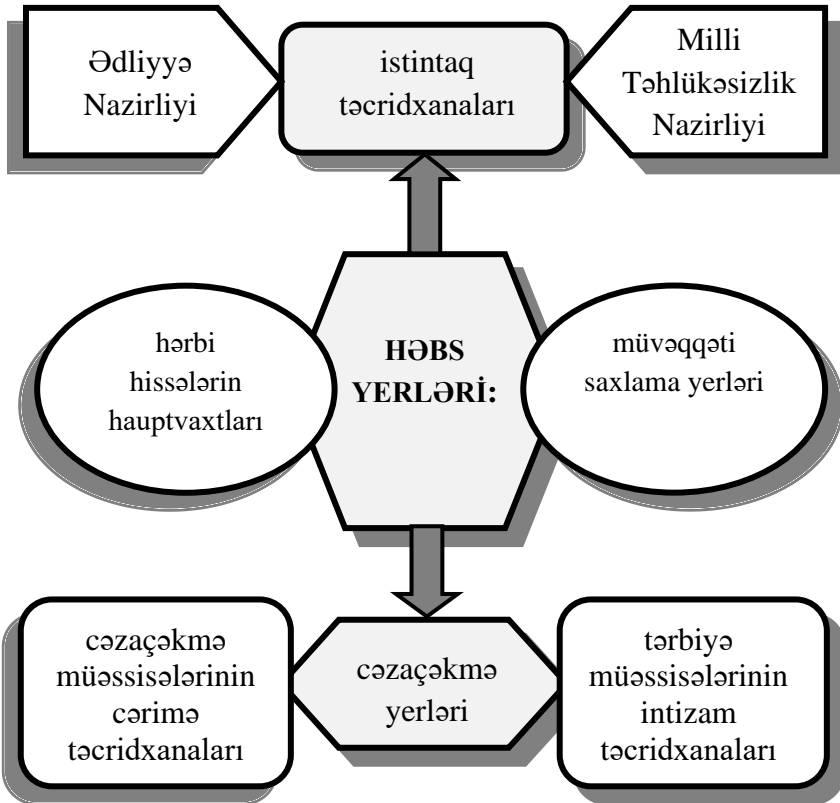 Ədliyyə
Nazirliyi
istintaq
təcridxanaları
Milli
Təhlükəsizlik
Nazirliyi
hərbi
hissələrin
hauptvaxtları
HƏBS
YERLƏRİ:
müvəqqəti
saxlama yerləri
cəzaçəkmə
müəssisələrinin
cərimə
təcridxanaları
cəzaçəkmə
yerləri
tərbiyə
müəssisələrinin
intizam
təcridxanaları